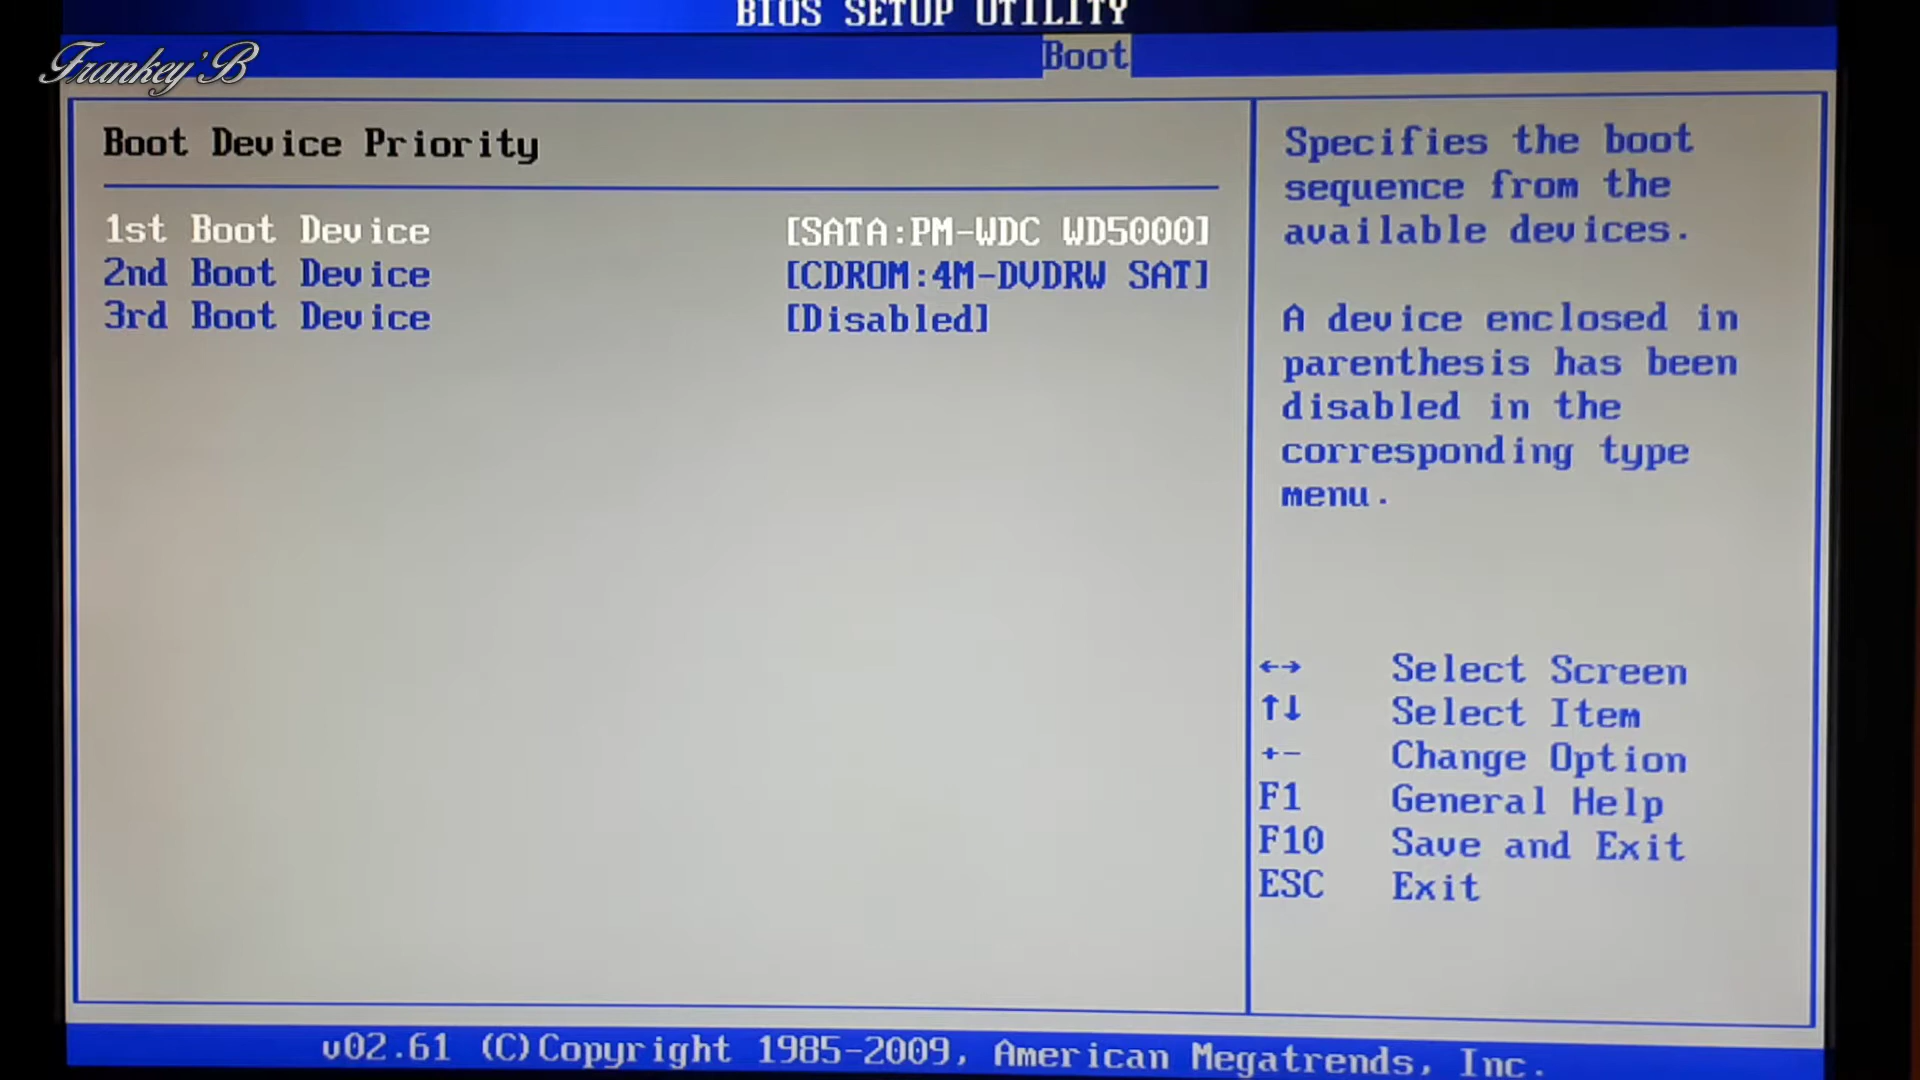 BIOS SETUP UTILITY
Frankey'B
Boot
Boot Device Priority
1st Boot Device [SATA:PM-WDC WD5000]
2nd Boot Device [CDROM:4M-DVDRW SAT]
3rd Boot Device [Disabled]
Specifies the boot
sequence from the
available devices.
A device enclosed in
parenthesis has been
disabled in the
corresponding type
menu.
←→ Select Screen
↑↓ Select Item
+- Change Option
F1 General Help
F10 Save and Exit
ESC Exit
v02.61 (C)Copyright 1985-2009, American Megatrends, Inc.